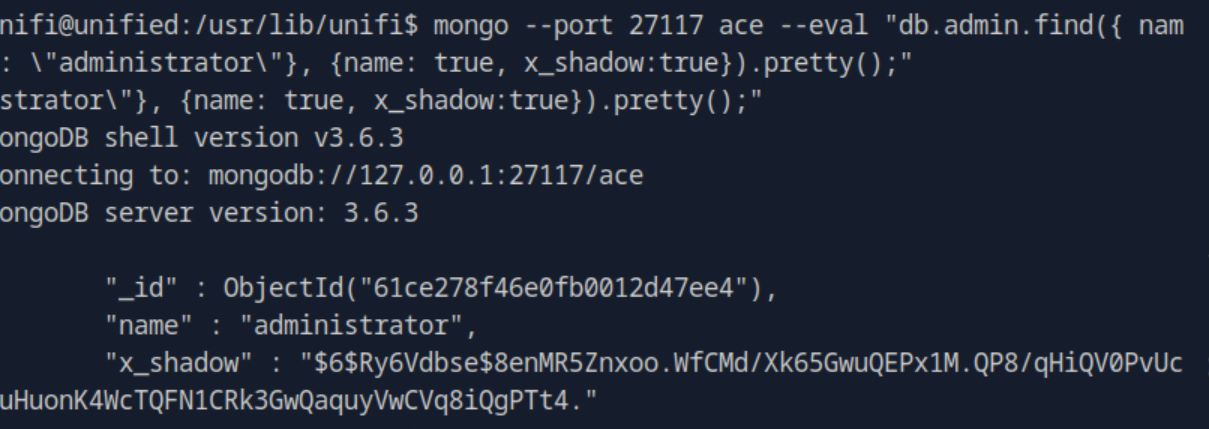 nifi@unified:/usr/lib/unifi$ mongo --port 27117 ace --eval "db.admin.find({ nam
: \"administrator\"}, {name: true, x_shadow:true}).pretty();"
strator\"}, {name: true, x_shadow:true}).pretty();"
ongoDB shell version v3.6.3
onnecting to: mongodb://127.0.0.1:27117/ace
ongoDB server version: 3.6.3
"_id" : ObjectId("61ce278f46e0fb0012d47ee4"),
"name" : "administrator",
"x_shadow" : "$6$Ry6Vdbse$8enMR5Znxoo.WfCMd/Xk65GwuQEPx1M.QP8/qHiQV0PvUc
uHuonK4WcTQFN1CRk3GwQaquyVwCVq8iQgPTt4."